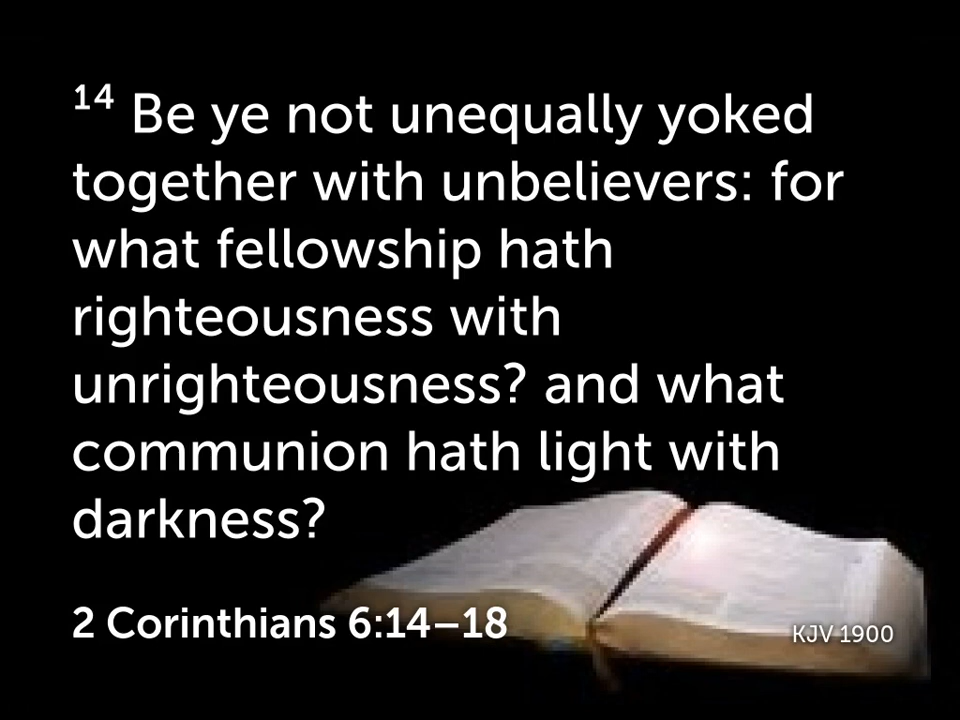 14 Be ye not unequally yoked
together with unbelievers: for
what fellowship hath
righteousness with
unrighteousness? and what
communion hath light with
darkness?
2 Corinthians 6:14–18
KJV 1900